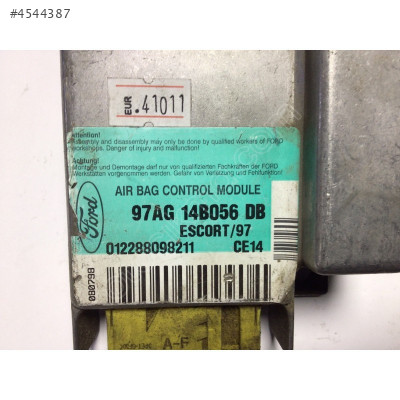 #4544387
EUR .41011
Attention!
Assembly and disassembly may only be done by qualified workers of FORD
workshops. Danger of injury and malfunction!
Achtung!
Montage und Demontage darf nur von qualifizierten Fachkräften der FORD
Werkstätten vorgenommen werden. Gefahr von Verletzung und Fehlfunktion!
Ford
AIR BAG CONTROL MODULE
97AG 14B056 DB
ESCORT/97
012288098211 CE14
080798
A-F 1